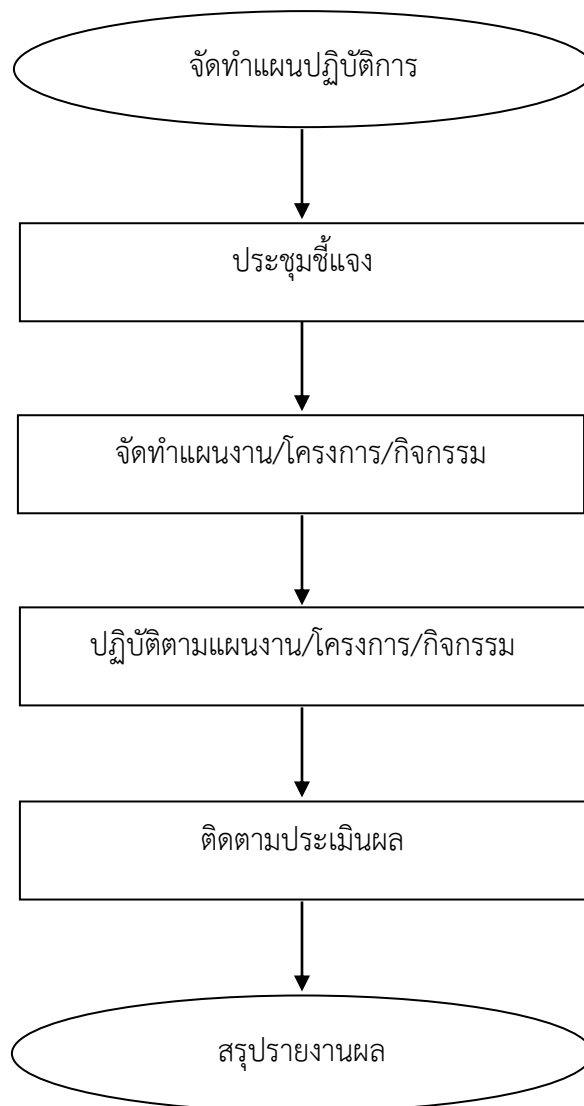 จัดทำแผนปฏิบัติการ
ประชุมชี้แจง
จัดทำแผนงาน/โครงการ/กิจกรรม
ปฏิบัติตามแผนงาน/โครงการ/กิจกรรม
ติดตามประเมินผล
สรุปรายงานผล